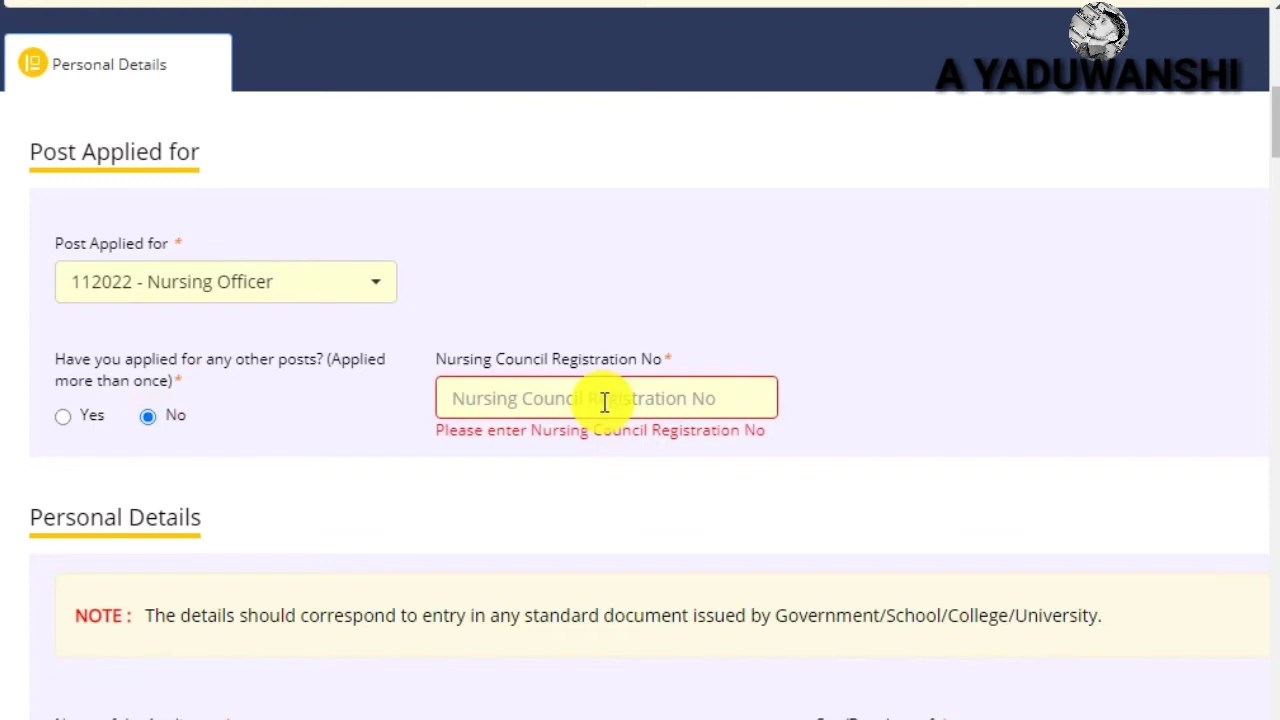 A YADUWANSHI
Personal Details
Post Applied for
Post Applied for *
112022 - Nursing Officer
Have you applied for any other posts? (Applied
more than once)*
Yes
No
Nursing Council Registration No*
Nursing Council Registration No
Please enter Nursing Council Registration No
Personal Details
NOTE : The details should correspond to entry in any standard document issued by Government/School/College/University.